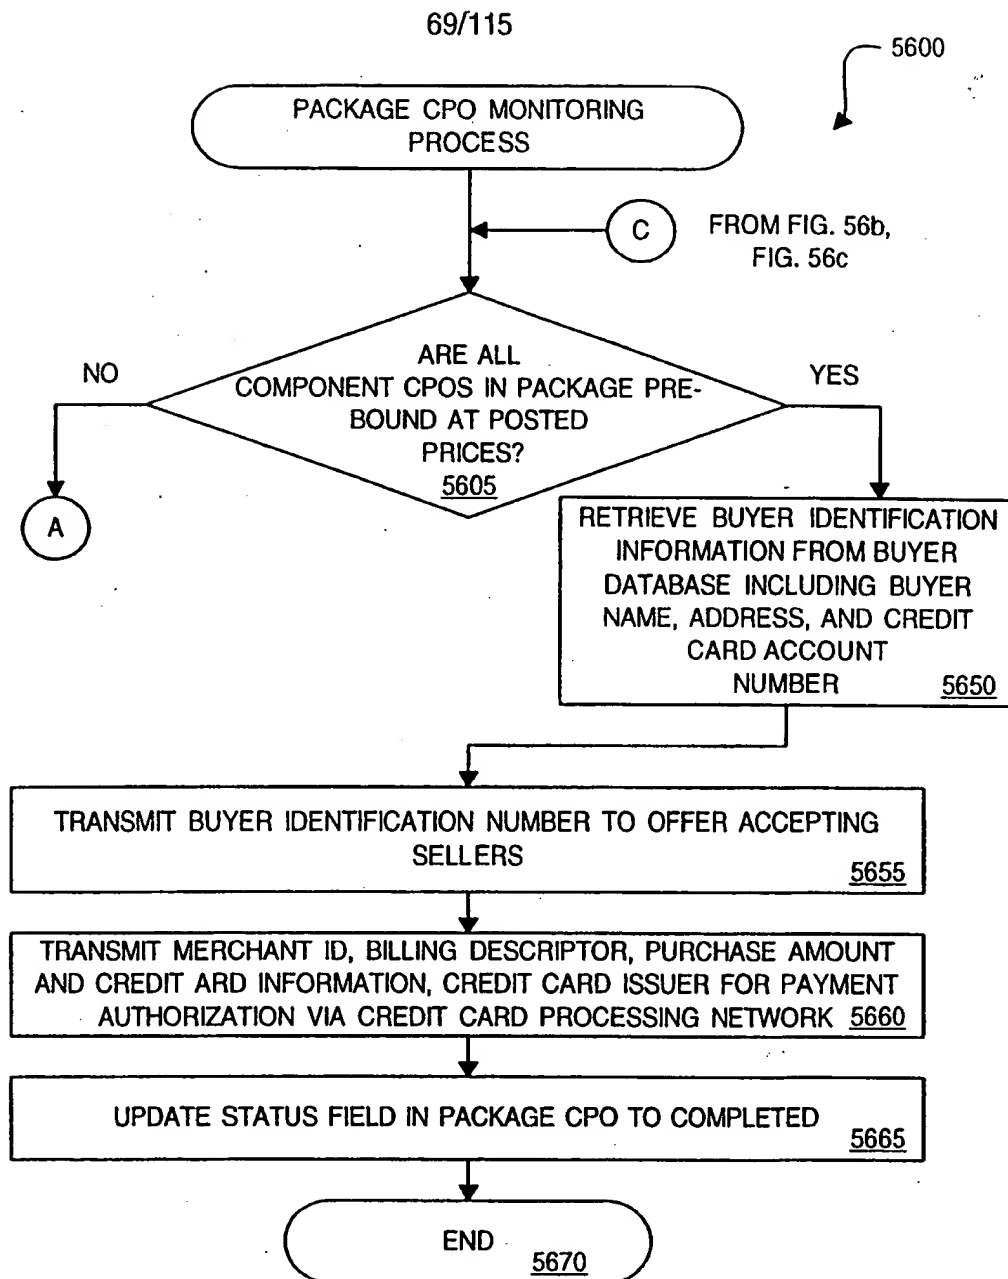 69/115
5600
PACKAGE CPO MONITORING
PROCESS
C
FROM FIG. 56b,
FIG. 56c
ARE ALL
COMPONENT CPOS IN PACKAGE PRE-
BOUND AT POSTED
PRICES?
5605
NO
YES
A
RETRIEVE BUYER IDENTIFICATION
INFORMATION FROM BUYER
DATABASE INCLUDING BUYER
NAME, ADDRESS, AND CREDIT
CARD ACCOUNT
NUMBER 5650
TRANSMIT BUYER IDENTIFICATION NUMBER TO OFFER ACCEPTING
SELLERS
5655
TRANSMIT MERCHANT ID, BILLING DESCRIPTOR, PURCHASE AMOUNT
AND CREDIT ARD INFORMATION, CREDIT CARD ISSUER FOR PAYMENT
AUTHORIZATION VIA CREDIT CARD PROCESSING NETWORK 5660
UPDATE STATUS FIELD IN PACKAGE CPO TO COMPLETED
5665
END
5670